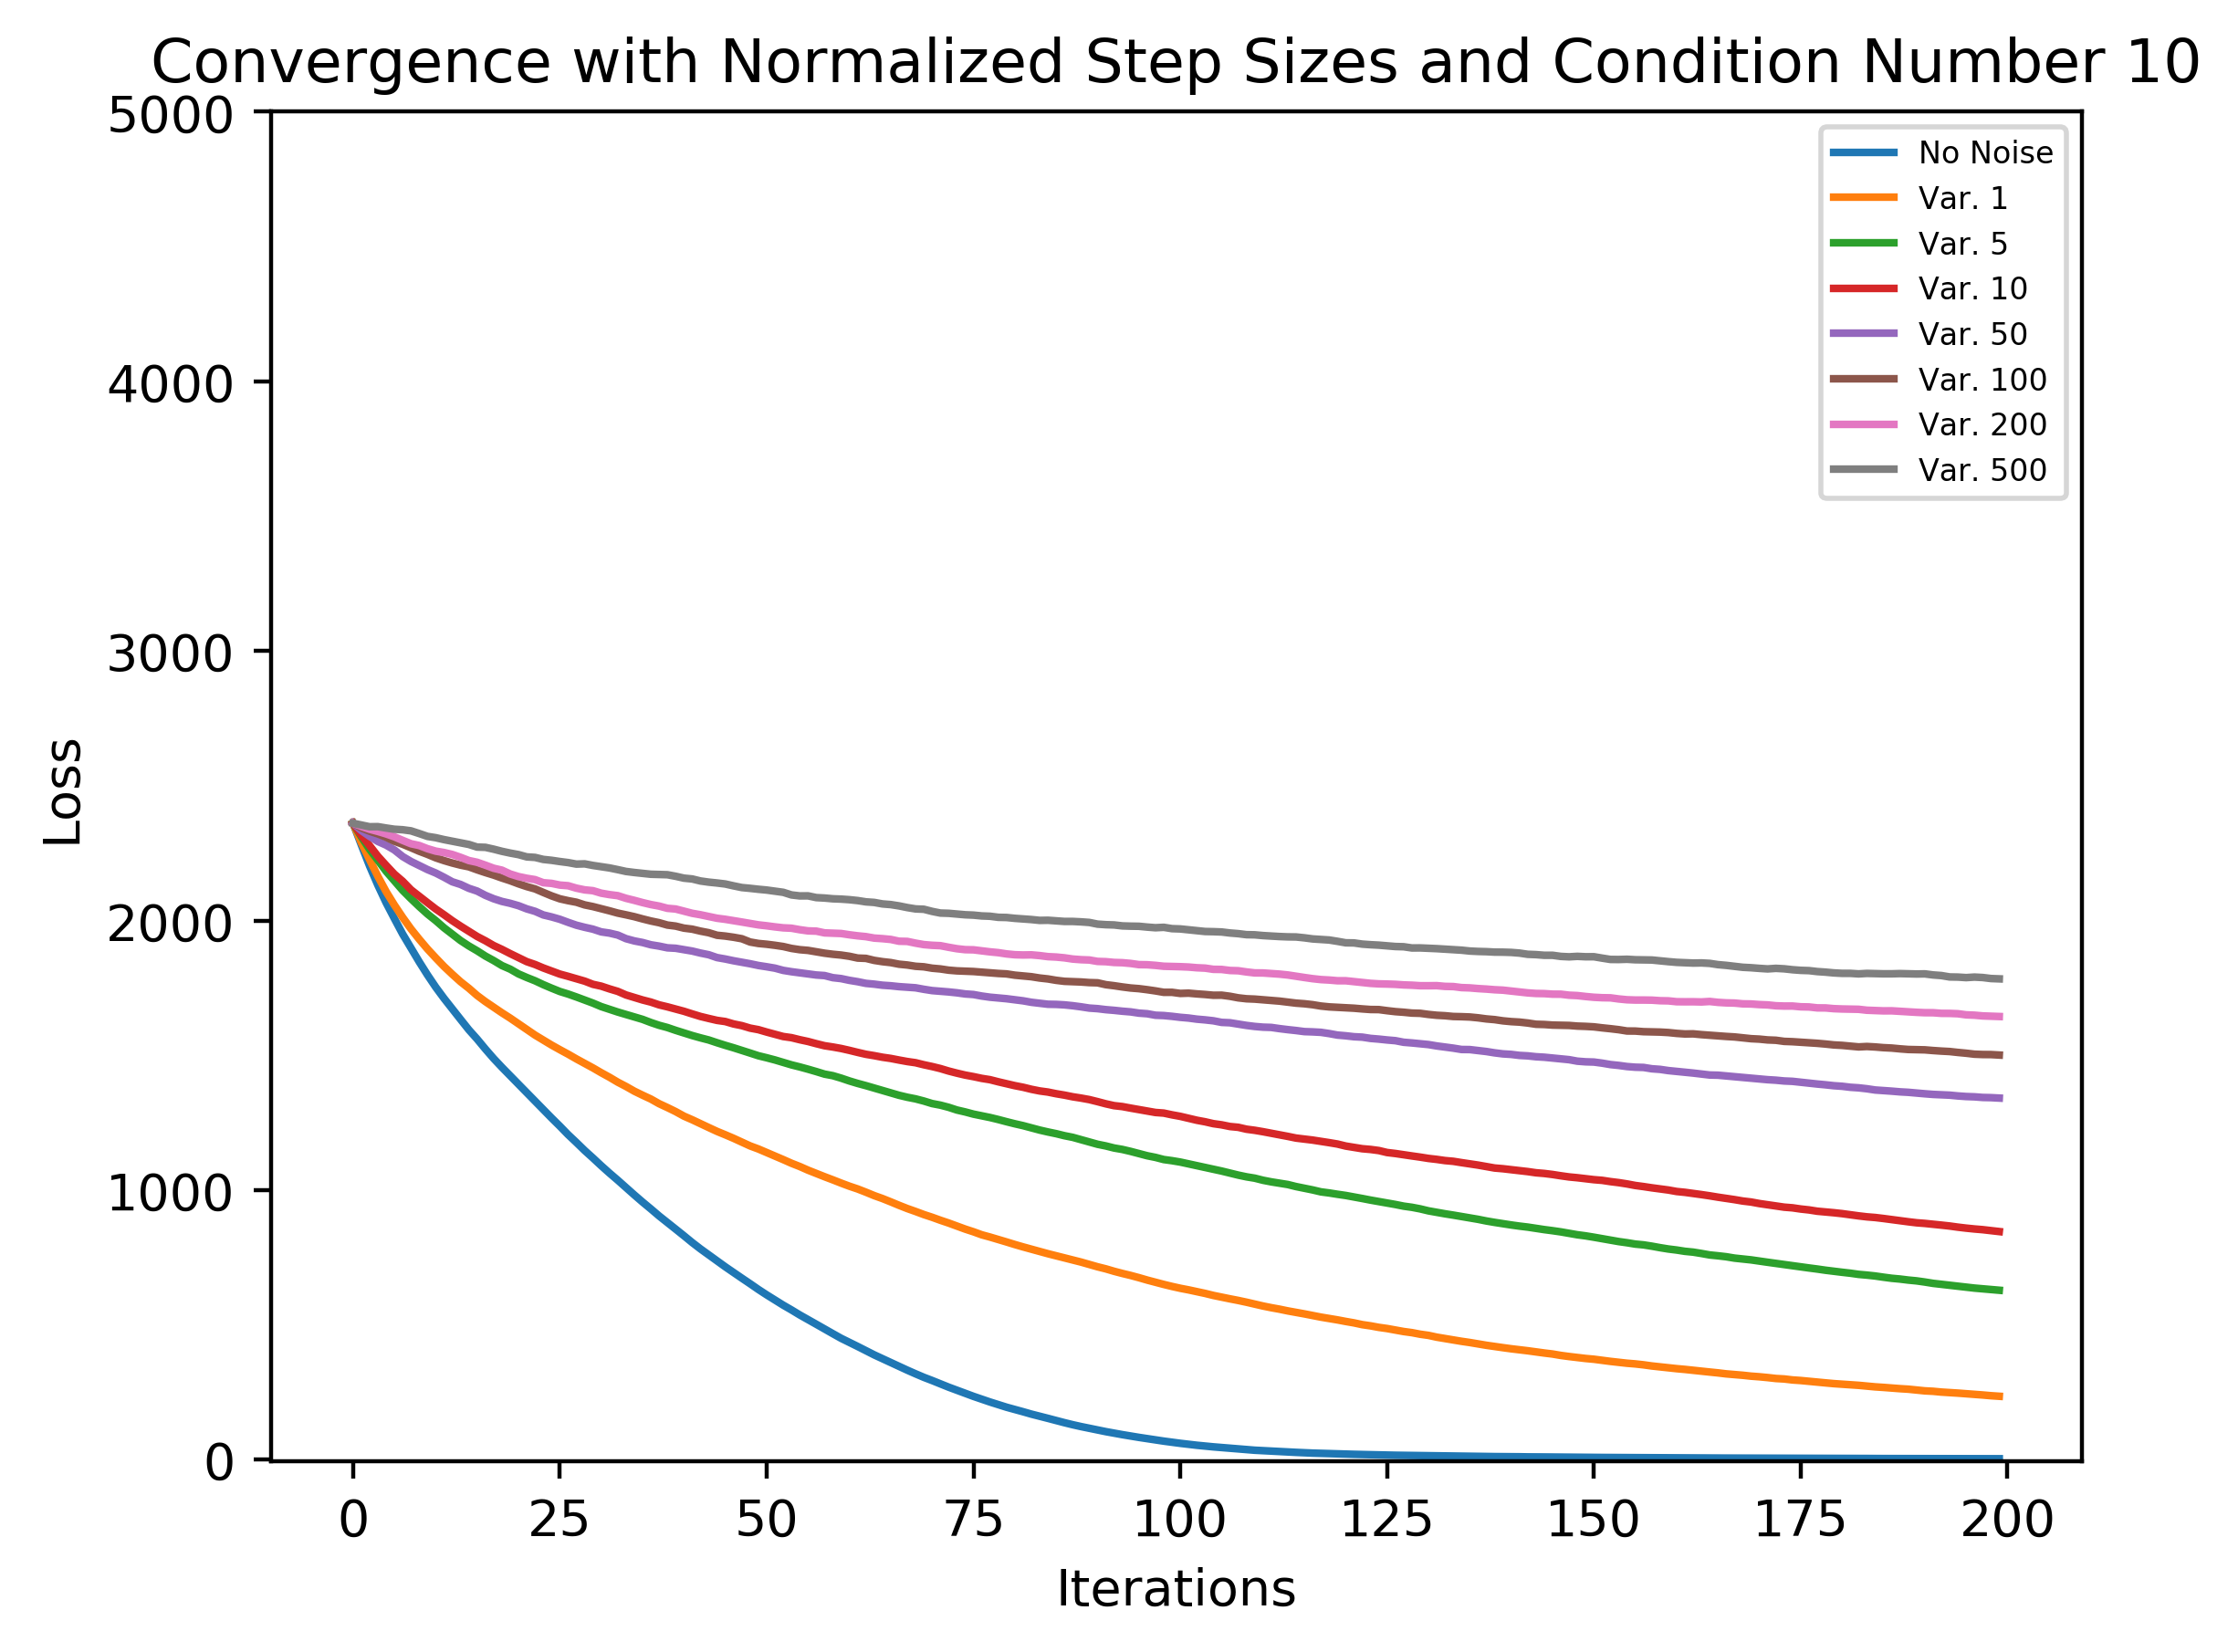 Convergence with Normalized Step Sizes and Condition Number 10
5000
4000
3000
2000
1000
0
Loss
No Noise
Var. 1
Var. 5
Var. 10
Var. 50
Var. 100
Var. 200
Var. 500
0 25 50 75 100 125 150 175 200
Iterations